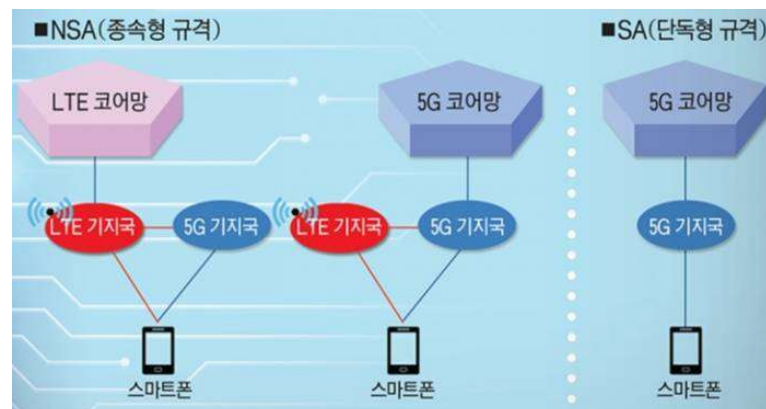 ■NSA(종속형 규격)
■SA(단독형 규격)
LTE 코어망
5G 코어망
5G 코어망
LTE 기지국
5G 기지국
LTE 기지국
5G 기지국
5G 기지국
스마트폰
스마트폰
스마트폰